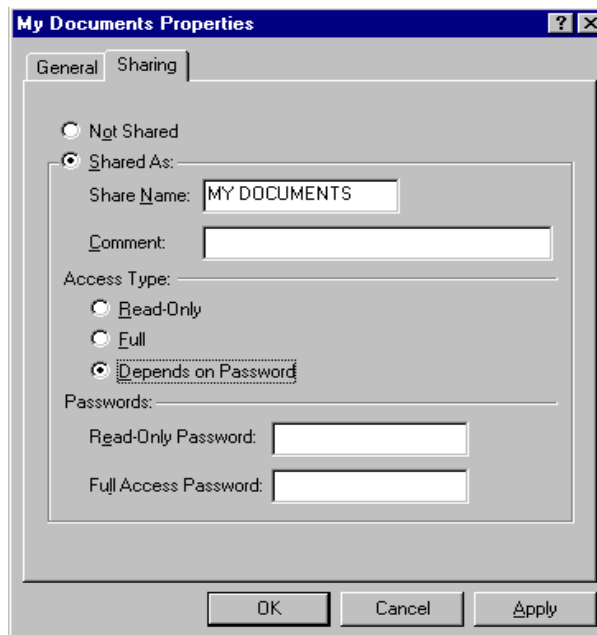 My Documents Properties
General Sharing
Not Shared
Shared As:
Share Name: MY DOCUMENTS
Comment:
Access Type:
Read-Only
Full
Depends on Password
Passwords:
Read-Only Password:
Full Access Password:
OK Cancel Apply